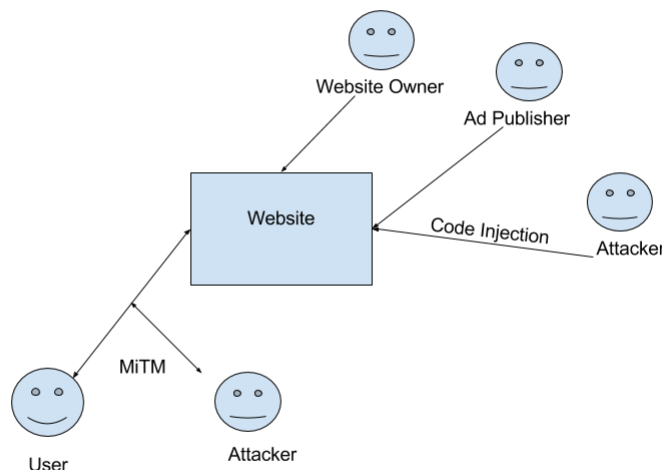 Website Owner
Ad Publisher
Website
Code Injection
Attacker
MiTM
Attacker
User